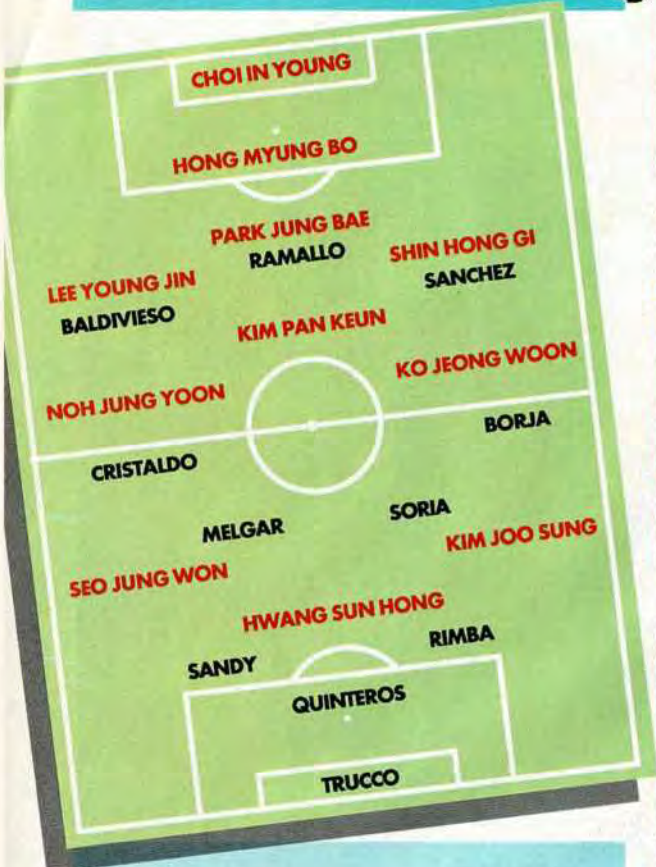 CHOI IN YOUNG
HONG MYUNG BO
PARK JUNG BAE
RAMALLO
SHIN HONG GI
SANCHEZ
LEE YOUNG JIN
BALDIVIESO
KIM PAN KEUN
KO JEONG WOON
NOH JUNG YOON
BORJA
CRISTALDO
SORIA
MELGAR
KIM JOO SUNG
SEO JUNG WON
HWANG SUN HONG
RIMBA
SANDY
QUINTEROS
TRUCCO